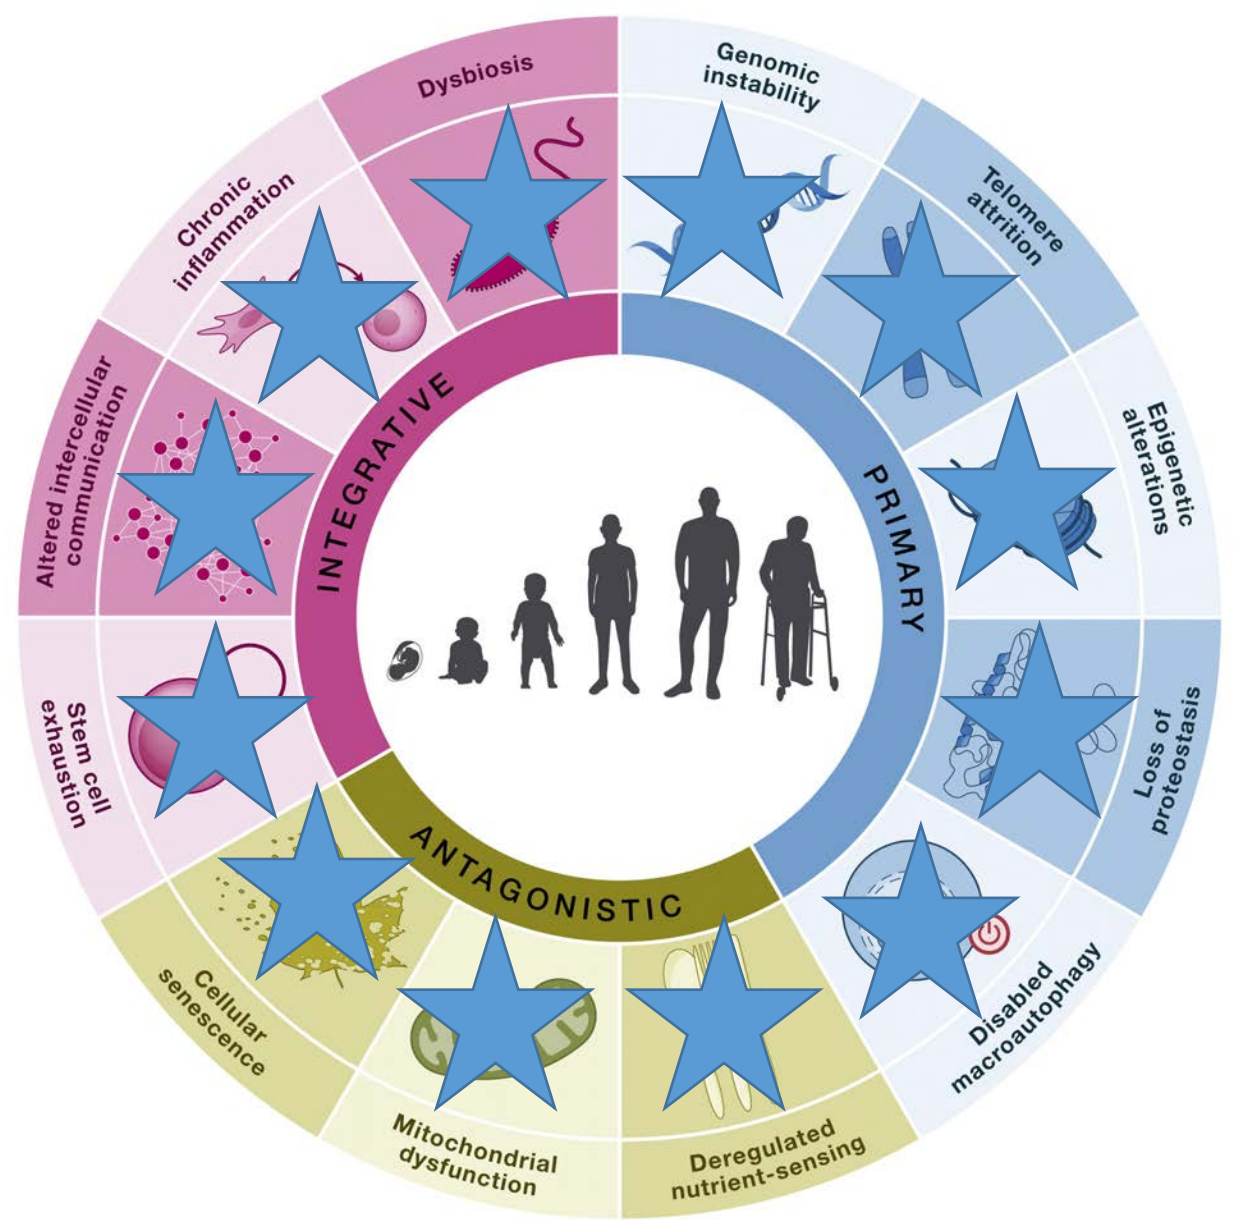 Genomic
instability
Telomere
attrition
Epigenetic
alterations
Loss of
proteostasis
Disabled
macroautophagy
Deregulated
nutrient-sensing
Mitochondrial
dysfunction
Cellular
senescence
Stem cell
exhaustion
Altered intercellular
communication
Chronic
inflammation
Dysbiosis
PRIMARY
ANTAGONISTIC
INTEGRATIVE